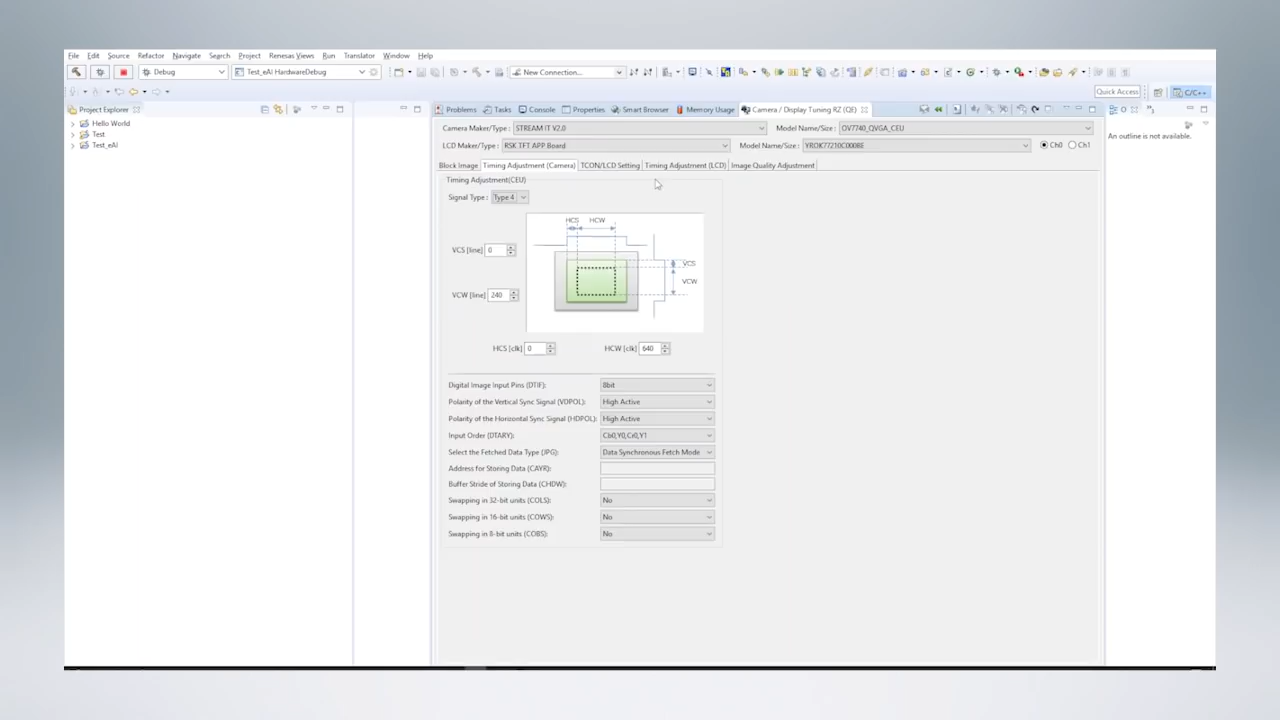 File Edit Source Refactor Navigate Search Project Renesas Views Run Translator Window Help
Debug Test_eAI HardwareDebug New Connection...
Quick Access C/C++
Project Explorer Problems Tasks Console Properties Smart Browser Memory Usage Camera / Display Tuning RZ (QE) O
Hello World
Test
Test_eAI
Camera Maker/Type : STREAM IT V2.0 Model Name/Size : OV7740_QVGA_CEU
An outline is not available.
LCD Maker/Type : RSK TFT APP Board Model Name/Size : YROK77210C000BE Ch0 Ch1
Block Image Timing Adjustment (Camera) TCON/LCD Setting Timing Adjustment (LCD) Image Quality Adjustment
Timing Adjustment(CEU)
Signal Type : Type 4
HCS HCW
VCS [line] 0
VCS
VCW
VCW [line] 240
HCS [clk] 0 HCW [clk] 640
Digital Image Input Pins (DTIF): 8bit
Polarity of the Vertical Sync Signal (VDPOL): High Active
Polarity of the Horizontal Sync Signal (HDPOL): High Active
Input Order (DTARY): Cb0,Y0,Cr0,Y1
Select the Fetched Data Type (JPG): Data Synchronous Fetch Mode
Address for Storing Data (CAYR):
Buffer Stride of Storing Data (CHDW):
Swapping in 32-bit units (COLS): No
Swapping in 16-bit units (COWS): No
Swapping in 8-bit units (COBS): No